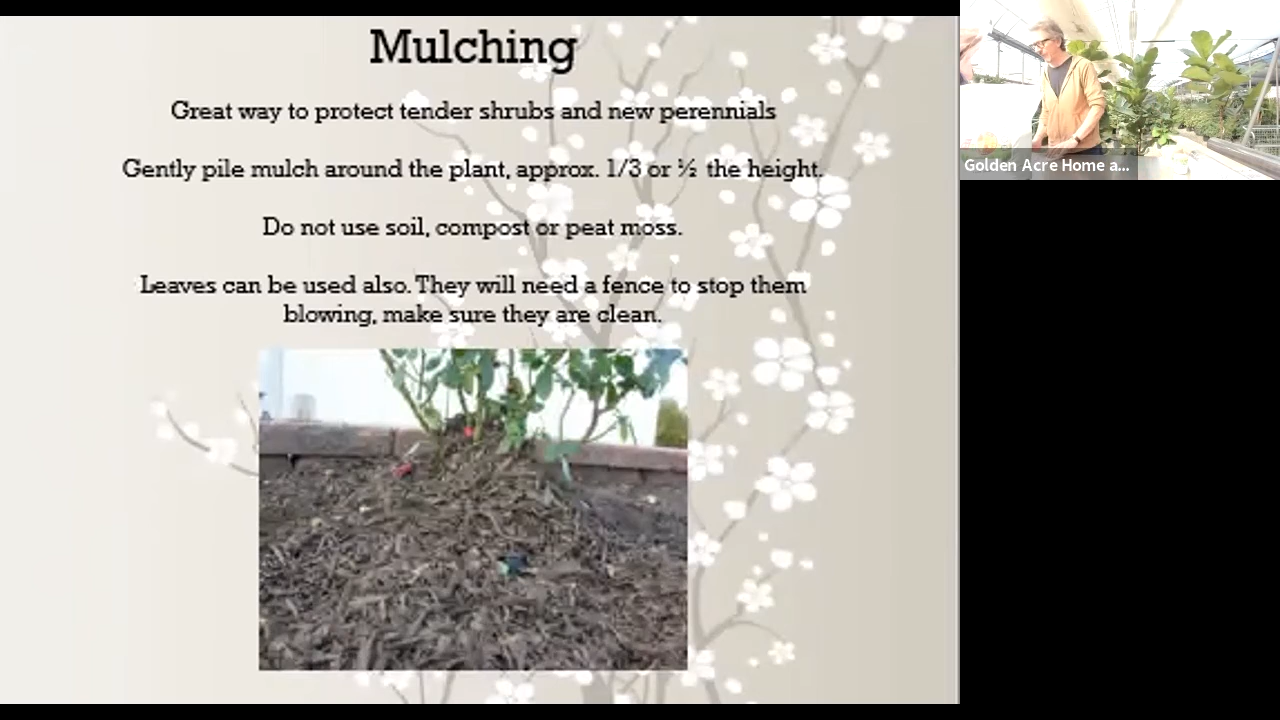 Mulching
Great way to protect tender shrubs and new perennials
Gently pile mulch around the plant, approx. 1/3 or ½ the height.
Do not use soil, compost or peat moss.
Leaves can be used also. They will need a fence to stop them
blowing, make sure they are clean.
Golden Acre Home a...